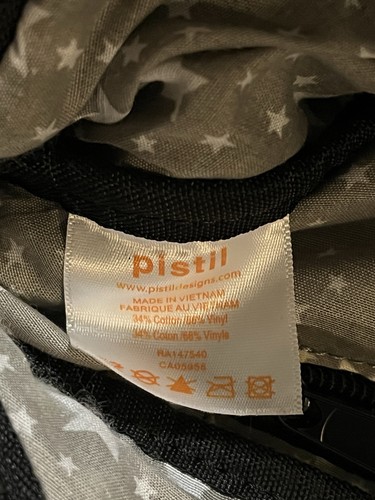 pistil
www.pistildesigns.com
MADE IN VIETNAM
FABRIQUE AU VIETNAM
34% Cotton/66% Vinyl
34% Coton/66% Vinyle
RA147540
CA05956